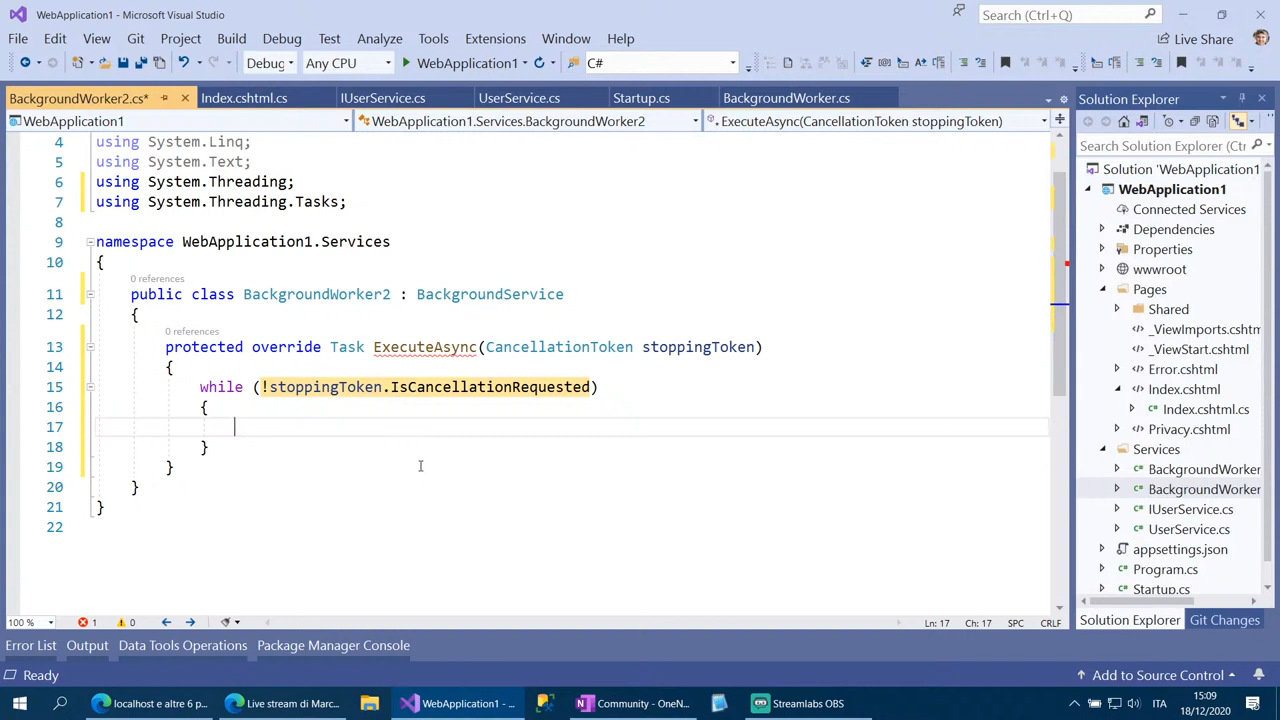 WebApplication1 - Microsoft Visual Studio
Search (Ctrl+Q)
File Edit View Git Project Build Debug Test Analyze Tools Extensions Window Help
Live Share
Debug Any CPU WebApplication1 C#
BackgroundWorker2.cs* Index.cshtml.cs IUserService.cs UserService.cs Startup.cs BackgroundWorker.cs
WebApplication1 WebApplication1.Services.BackgroundWorker2 ExecuteAsync(CancellationToken stoppingToken)
4 using System.Linq;
5 using System.Text;
6 using System.Threading;
7 using System.Threading.Tasks;
8
9 namespace WebApplication1.Services
10 {
0 references
11 public class BackgroundWorker2 : BackgroundService
12 {
0 references
13 protected override Task ExecuteAsync(CancellationToken stoppingToken)
14 {
15 while (!stoppingToken.IsCancellationRequested)
16 {
17
18 }
19 }
20 }
21 }
22
100 % 1 0 Ln: 17 Ch: 17 SPC CRLF
Solution Explorer
Search Solution Explorer (Ctr
Solution 'WebApplication1'
WebApplication1
Connected Services
Dependencies
Properties
wwwroot
Pages
Shared
_ViewImports.cshtm
_ViewStart.cshtml
Error.cshtml
Index.cshtml
Index.cshtml.cs
Privacy.cshtml
Services
BackgroundWorker
BackgroundWorker
IUserService.cs
UserService.cs
appsettings.json
Program.cs
Startup.cs
Solution Explorer Git Changes
Error List Output Data Tools Operations Package Manager Console
Ready Add to Source Control
localhost e altre 6 p... Live stream di Marc... WebApplication1 - ... Community - OneN... Streamlabs OBS
ITA
15:09
18/12/2020